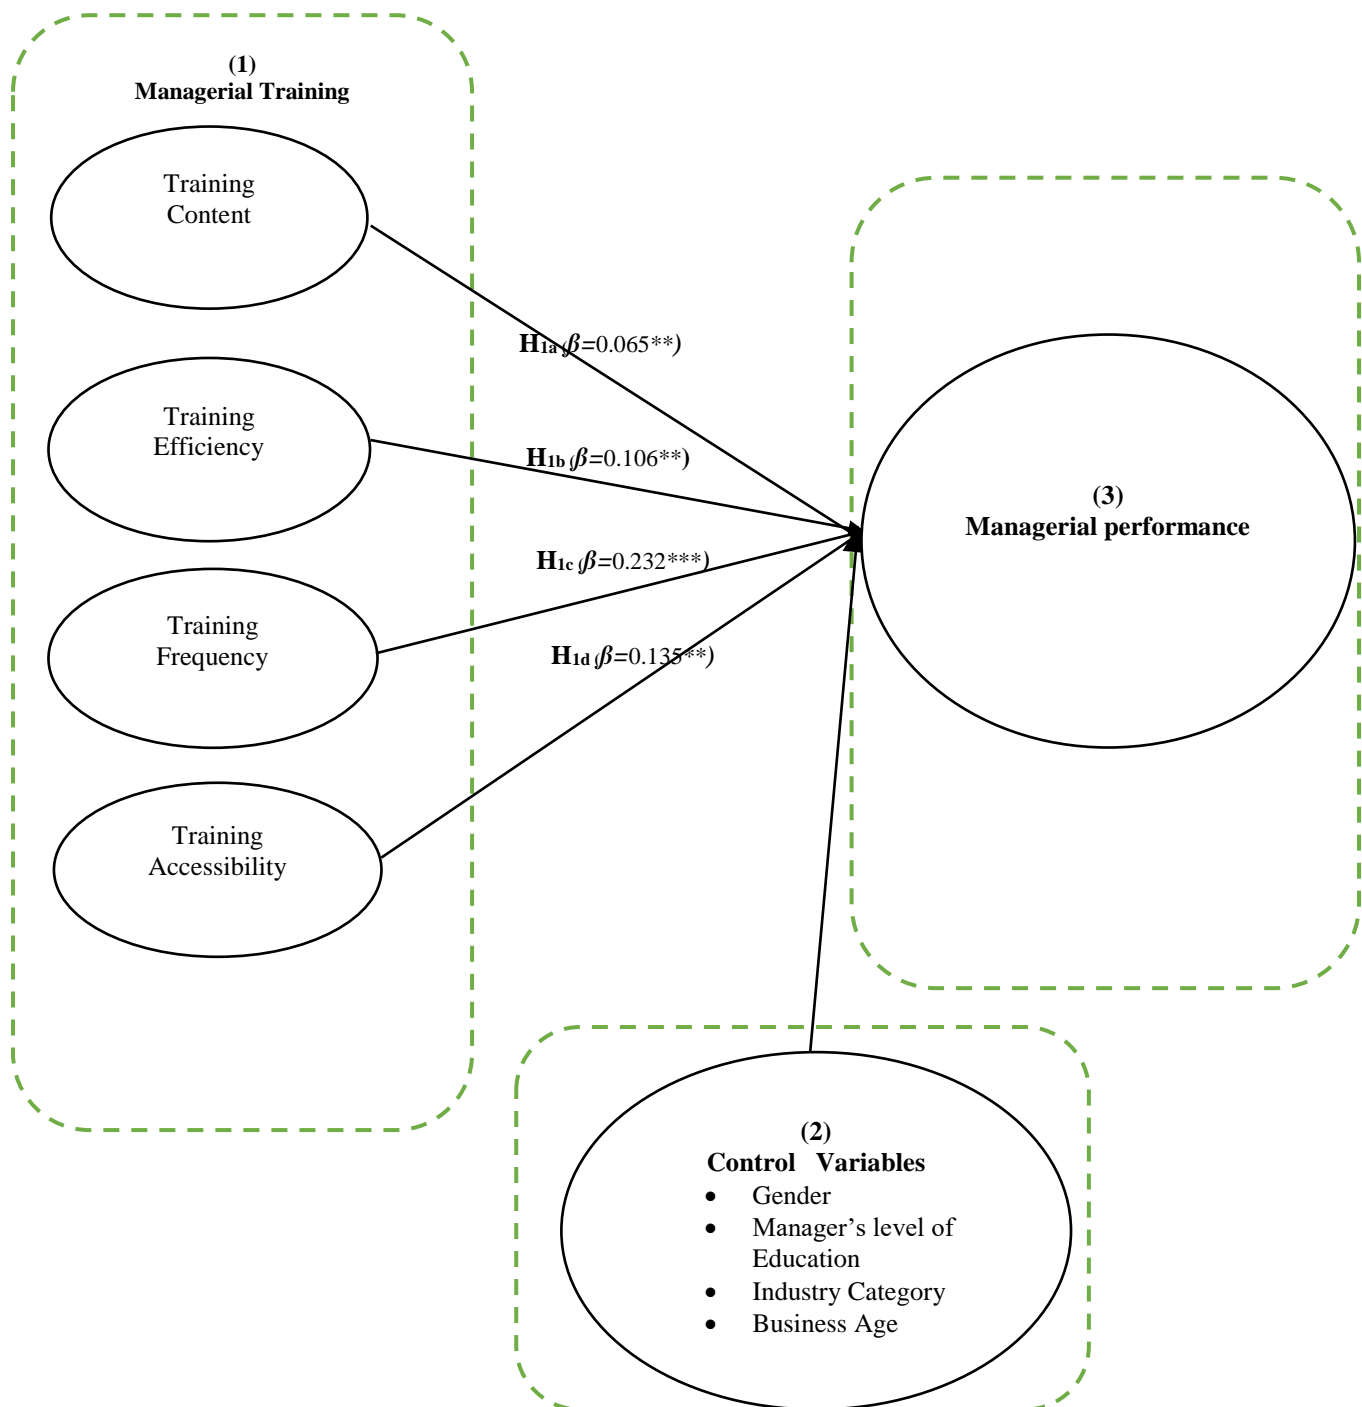 (1)
Managerial Training
Training
Content
H1a (β=0.065**)
Training
Efficiency
H1b (β=0.106**)
(3)
Managerial performance
H1c (β=0.232***)
Training
Frequency
H1d (β=0.135**)
Training
Accessibility
(2)
Control Variables
• Gender
• Manager’s level of
Education
• Industry Category
• Business Age